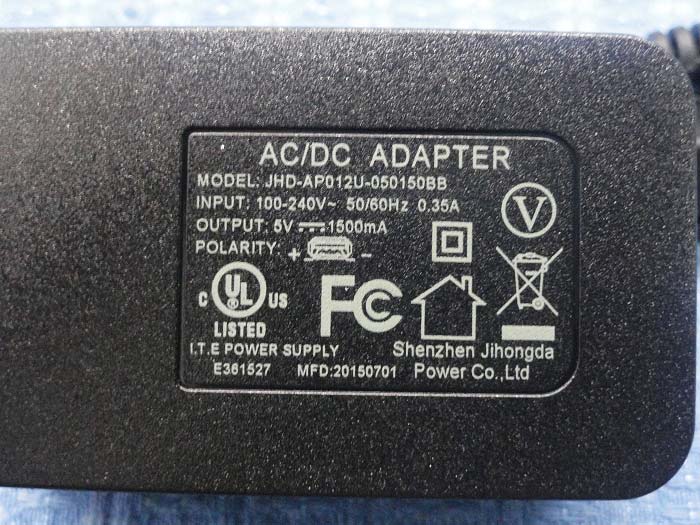 AC/DC ADAPTER
MODEL: JHD-AP012U-050150BB
INPUT: 100-240V~ 50/60Hz 0.35A
OUTPUT: 5V⎓1500mA
POLARITY: + -
V
C UL US
LISTED
FC
I.T.E POWER SUPPLY
E361527 MFD:20150701
Shenzhen Jihongda
Power Co.,Ltd